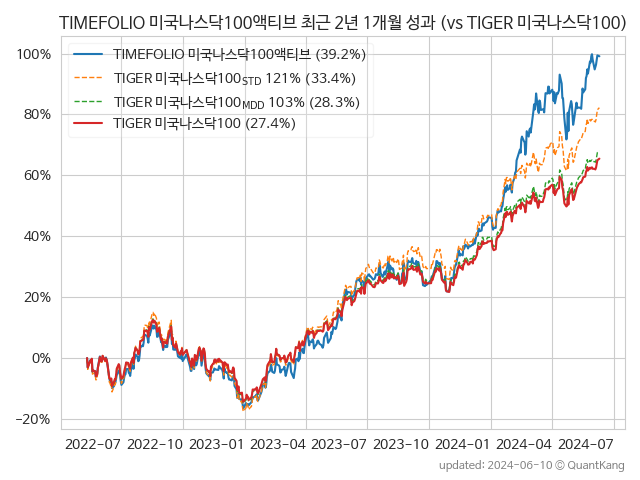 TIMEFOLIO 미국나스닥100액티브 최근 2년 1개월 성과 (vs TIGER 미국나스닥100)
TIMEFOLIO 미국나스닥100액티브 (39.2%)
TIGER 미국나스닥100STD 121% (33.4%)
TIGER 미국나스닥100MDD 103% (28.3%)
TIGER 미국나스닥100 (27.4%)
100%
80%
60%
40%
20%
0%
−20%
2022-07 2022-10 2023-01 2023-04 2023-07 2023-10 2024-01 2024-04 2024-07
updated: 2024-06-10 © QuantKang